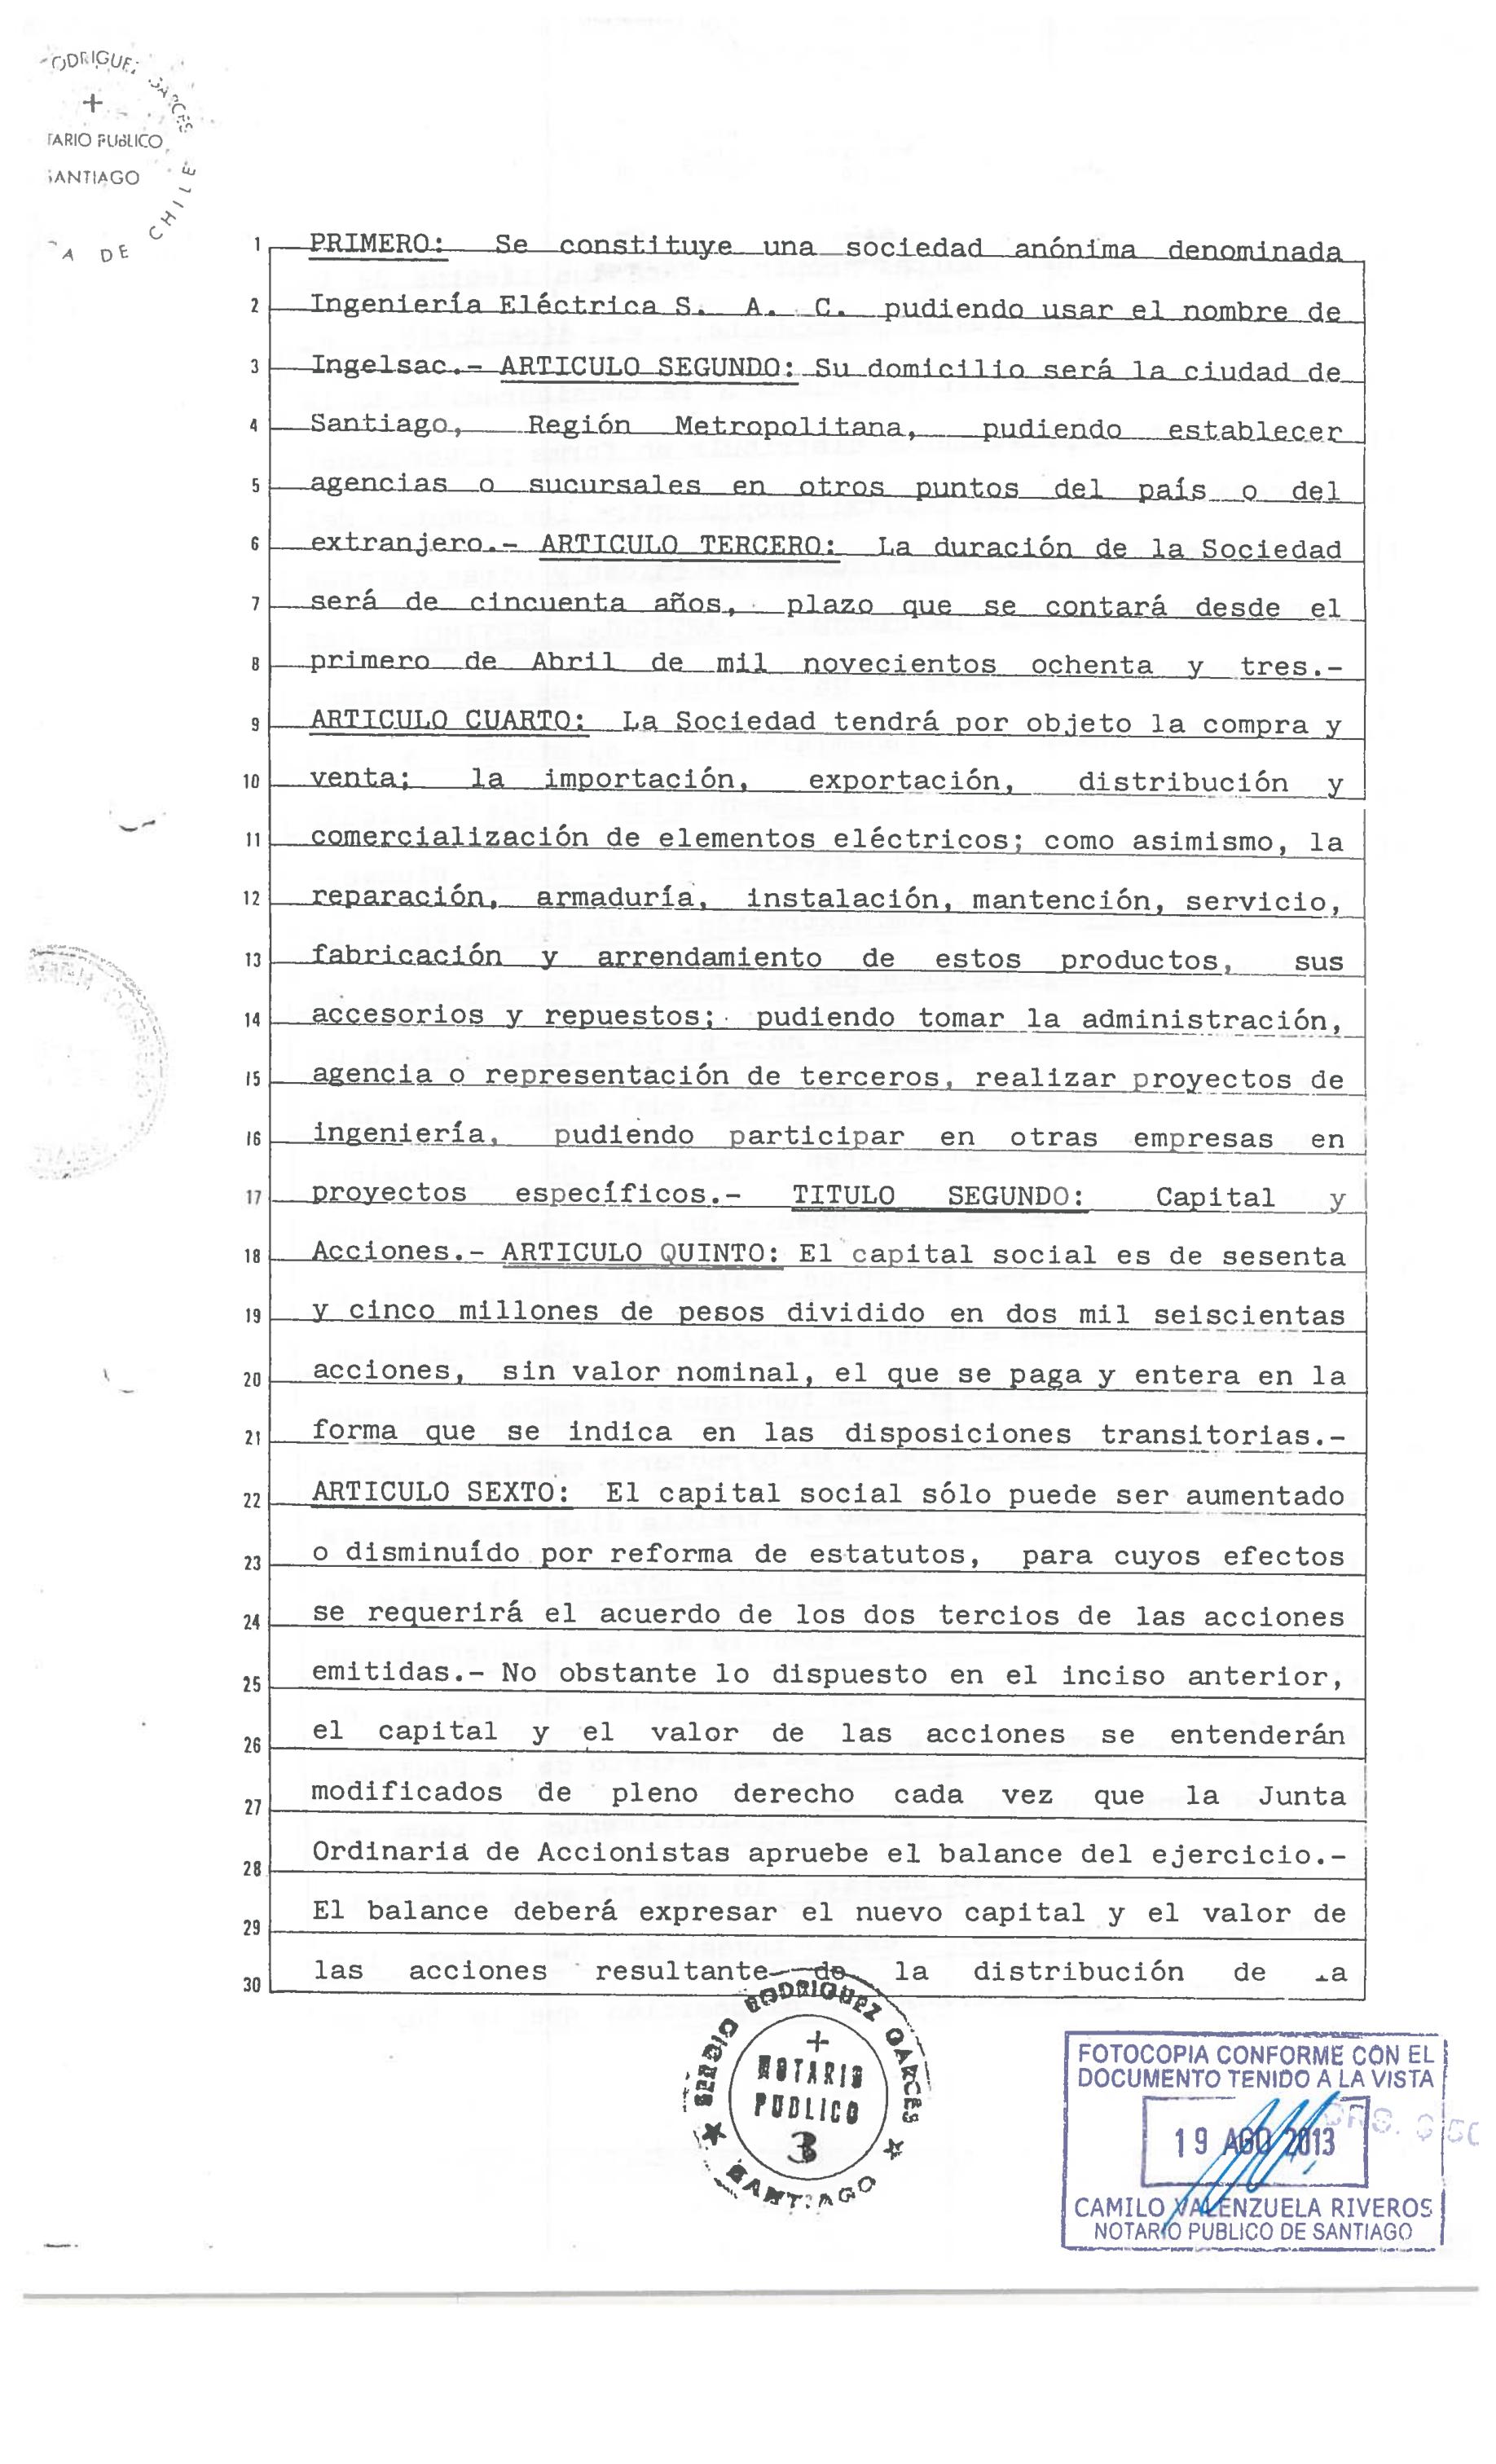 GARCES
+
PUBLICO
SANTIAGO
DE CHILE
1 PRIMERO: Se constituye una sociedad anónima denominada
2 Ingeniería Eléctrica S. A. C. pudiendo usar el nombre de
3 Ingelsac.- ARTICULO SEGUNDO: Su domicilio será la ciudad de
4 Santiago, Región Metropolitana, pudiendo establecer
5 agencias o sucursales en otros puntos del país o del
6 extranjero.- ARTICULO TERCERO: La duración de la Sociedad
7 será de cincuenta años, plazo que se contará desde el
8 primero de Abril de mil novecientos ochenta y tres.-
9 ARTICULO CUARTO: La Sociedad tendrá por objeto la compra y
10 venta; la importación, exportación, distribución y
11 comercialización de elementos eléctricos; como asimismo, la
12 reparación, armaduría, instalación, mantención, servicio,
13 fabricación y arrendamiento de estos productos, sus
14 accesorios y repuestos; pudiendo tomar la administración,
15 agencia o representación de terceros, realizar proyectos de
16 ingeniería, pudiendo participar en otras empresas en
17 proyectos específicos.- TITULO SEGUNDO: Capital y
18 Acciones.- ARTICULO QUINTO: El capital social es de sesenta
19 y cinco millones de pesos dividido en dos mil seiscientas
20 acciones, sin valor nominal, el que se paga y entera en la
21 forma que se indica en las disposiciones transitorias.-
22 ARTICULO SEXTO: El capital social sólo puede ser aumentado
23 o disminuído por reforma de estatutos, para cuyos efectos
24 se requerirá el acuerdo de los dos tercios de las acciones
25 emitidas.- No obstante lo dispuesto en el inciso anterior,
26 el capital y el valor de las acciones se entenderán
27 modificados de pleno derecho cada vez que la Junta
28 Ordinaria de Accionistas apruebe el balance del ejercicio.-
29 El balance deberá expresar el nuevo capital y el valor de
30 las acciones resultante de la distribución de la
SERGIO RODRIGUEZ GARCES
+
NOTARIO
PUBLICO
3
SANTIAGO
FOTOCOPIA CONFORME CON EL
DOCUMENTO TENIDO A LA VISTA
19 AGO 2013
CAMILO VALENZUELA RIVEROS
NOTARIO PUBLICO DE SANTIAGO